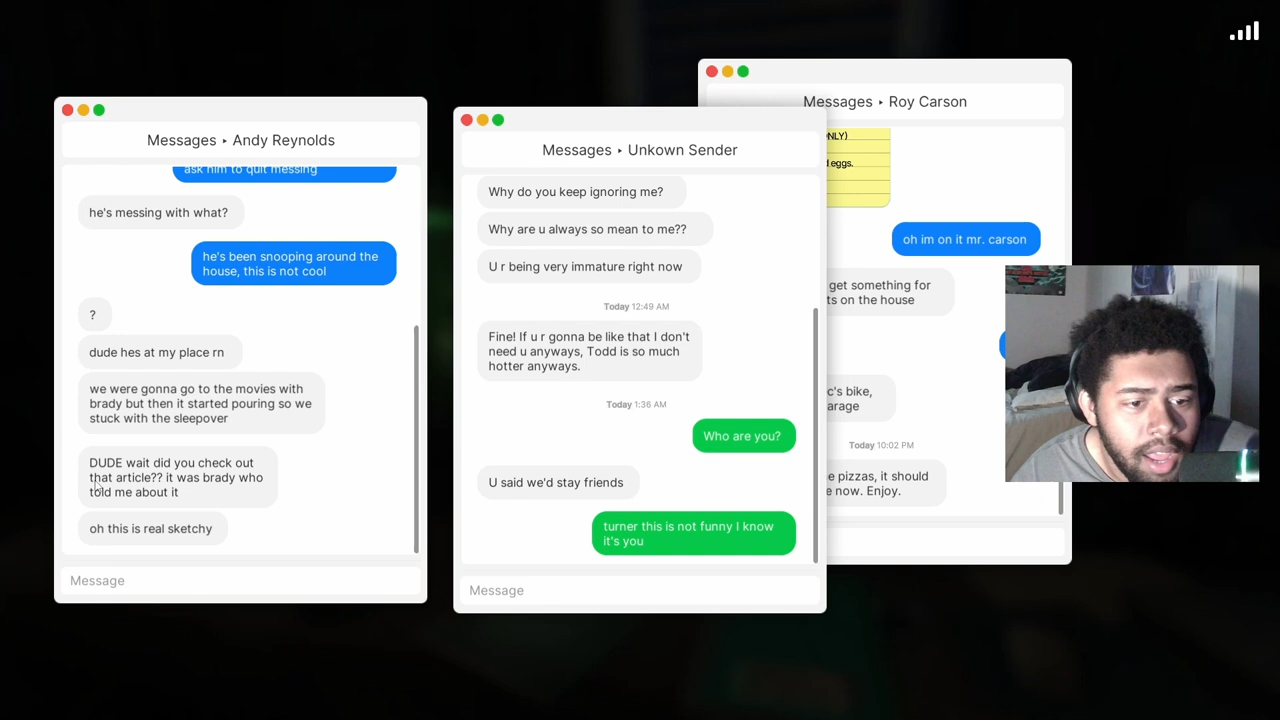 Messages ‣ Andy Reynolds
ask him to quit messing
he's messing with what?
he's been snooping around the
house, this is not cool
?
dude hes at my place rn
we were gonna go to the movies with
brady but then it started pouring so we
stuck with the sleepover
DUDE wait did you check out
that article?? it was brady who
told me about it
oh this is real sketchy
Message
Messages ‣ Unkown Sender
Why do you keep ignoring me?
Why are u always so mean to me??
U r being very immature right now
Today 12:49 AM
Fine! If u r gonna be like that I don't
need u anyways, Todd is so much
hotter anyways.
Today 1:36 AM
Who are you?
U said we'd stay friends
turner this is not funny I know
it's you
Message
Messages ‣ Roy Carson
NLY)
eggs.
oh im on it mr. carson
get something for
ts on the house
c's bike,
arage
Today 10:02 PM
e pizzas, it should
e now. Enjoy.